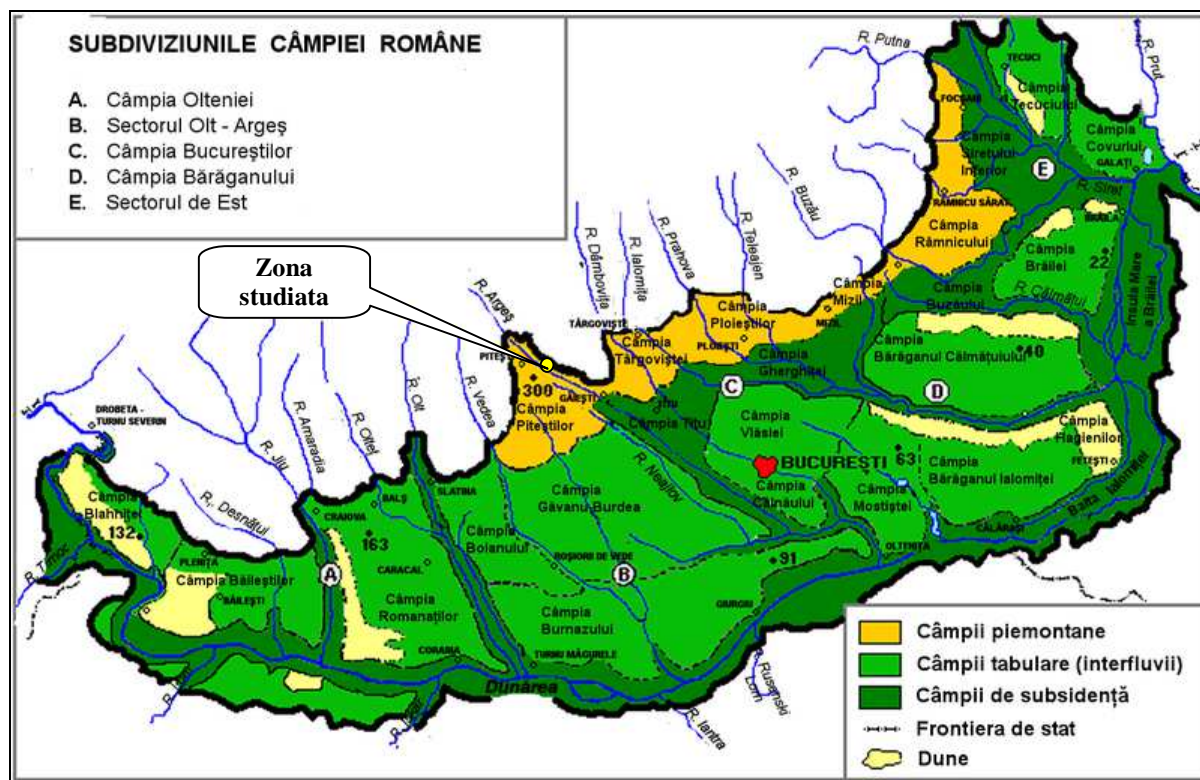 SUBDIVIZIUNILE CÂMPIEI ROMÂNE
A. Câmpia Olteniei
B. Sectorul Olt - Argeş
C. Câmpia Bucureştilor
D. Câmpia Bărăganului
E. Sectorul de Est
Zona
studiata
R. Putna
TECUCI
Câmpia
Tecuciului
R. Prut
FOCŞANI
Câmpia
Siretului
Inferior
Câmpia
Covurlui
GALAŢI
E
R. Siret
R. Buzău
RÂMNICU SĂRAT
Câmpia
Râmnicului
BRĂILA
Câmpia
Brăilei
22
R. Călmăţui
Insula Mare
a Brăilei
R. Dâmboviţa
R. Ialomiţa
R. Prahova
R. Teleajen
Câmpia
Mizil
MIZIL
Câmpia
Buzăului
R. Argeş
TÂRGOVIŞTE
Câmpia
Ploieştilor
PLOIEŞTI
Câmpia
Târgoviştei
Câmpia
Gherghiţei
Câmpia
Bărăganul Călmăţuiului
40
PITEŞTI
300
GĂEŞTI
Câmpia
Piteştilor
C
D
Titu
Câmpia Titu
Câmpia
Vlăsiei
Câmpia
Hagienilor
FETEŞTI
R. Olt
R. Vedea
DROBETA -
TURNU SEVERIN
R. Jiu
R. Amaradia
R. Olteţ
R. Neajlov
BUCUREŞTI
63
Câmpia
Bărăganul Ialomiţei
Câmpia
Câlnăului
Câmpia
Mostiştei
Balta Ialomiţei
CĂLĂRAŞI
R. Desnăţui
SLATINA
BALŞ
CRAIOVA
Câmpia
Găvanu Burdea
Câmpia
Blahniţei
132
163
Câmpia
Boianului
ROŞIORII DE VEDE
OLTENIŢA
91
R. Timoc
PLENIŢA
Câmpia Băileştilor
BĂILEŞTI
A
CARACAL
Câmpia
Romanaţilor
B
Câmpia
Burnazului
GIURGIU
CORABIA
TURNU MĂGURELE
Dunărea
R. Iantra
R. Rusenski
Lom
Câmpii piemontane
Câmpii tabulare (interfluvii)
Câmpii de subsidenţă
Frontiera de stat
Dune